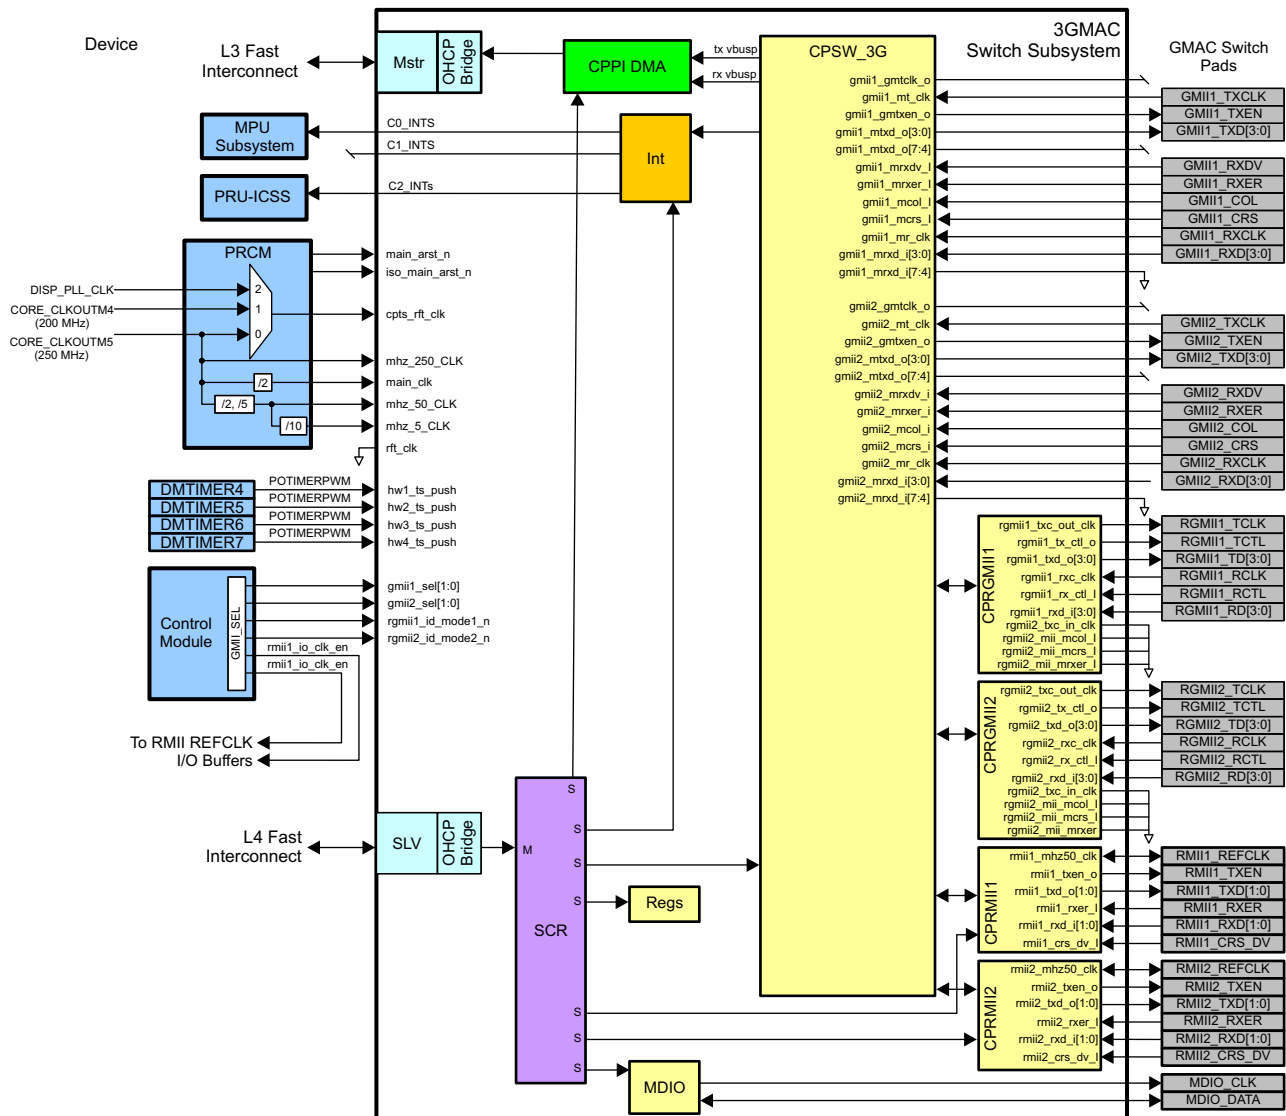 Device
3GMAC
Switch Subsystem
GMAC Switch
Pads
L3 Fast
Interconnect
Mstr
OHCP
Bridge
CPPI DMA
tx vbusp
rx vbusp
CPSW_3G
MPU
Subsystem
PRU-ICSS
C0_INTS
C1_INTS
C2_INTs
Int
PRCM
DISP_PLL_CLK
CORE_CLKOUTM4
(200 MHz)
CORE_CLKOUTM5
(250 MHz)
2
1
0
/2
/2, /5
/10
main_arst_n
iso_main_arst_n
cpts_rft_clk
mhz_250_CLK
main_clk
mhz_50_CLK
mhz_5_CLK
rft_clk
DMTIMER4
DMTIMER5
DMTIMER6
DMTIMER7
POTIMERPWM
POTIMERPWM
POTIMERPWM
POTIMERPWM
hw1_ts_push
hw2_ts_push
hw3_ts_push
hw4_ts_push
Control
Module
GMII_SEL
gmii1_sel[1:0]
gmii2_sel[1:0]
rgmii1_id_mode1_n
rgmii2_id_mode2_n
rmii1_io_clk_en
rmii1_io_clk_en
To RMII REFCLK
I/O Buffers
L4 Fast
Interconnect
SLV
OHCP
Bridge
M
SCR
S
S
S
S
S
S
S
Regs
MDIO
gmii1_gmtclk_o
gmii1_mt_clk
gmii1_gmtxen_o
gmii1_mtxd_o[3:0]
gmii1_mtxd_o[7:4]
gmii1_mrxdv_I
gmii1_mrxer_I
gmii1_mcol_I
gmii1_mcrs_I
gmii1_mr_clk
gmii1_mrxd_i[3:0]
gmii1_mrxd_i[7:4]
gmii2_gmtclk_o
gmii2_mt_clk
gmii2_gmtxen_o
gmii2_mtxd_o[3:0]
gmii2_mtxd_o[7:4]
gmii2_mrxdv_i
gmii2_mrxer_i
gmii2_mcol_i
gmii2_mcrs_i
gmii2_mr_clk
gmii2_mrxd_i[3:0]
gmii2_mrxd_i[7:4]
CPRGMII1
rgmii1_txc_out_clk
rgmii1_tx_ctl_o
rgmii1_txd_o[3:0]
rgmii1_rxc_clk
rgmii1_rx_ctl_I
rgmii1_rxd_i[3:0]
rgmii2_txc_in_clk
rgmii2_mii_mcol_I
rgmii2_mii_mcrs_I
rgmii2_mii_mrxer_I
CPRGMII2
rgmii2_txc_out_clk
rgmii2_tx_ctl_o
rgmii2_txd_o[3:0]
rgmii2_rxc_clk
rgmii2_rx_ctl_I
rgmii2_rxd_i[3:0]
rgmii2_txc_in_clk
rgmii2_mii_mcol_I
rgmii2_mii_mcrs_I
rgmii2_mii_mrxer
CPRMII1
rmii1_mhz50_clk
rmii1_txen_o
rmii1_txd_o[1:0]
rmii1_rxer_I
rmii1_rxd_i[1:0]
rmii1_crs_dv_I
CPRMII2
rmii2_mhz50_clk
rmii2_txen_o
rmii2_txd_o[1:0]
rmii2_rxer_I
rmii2_rxd_i[1:0]
rmii2_crs_dv_I
GMII1_TXCLK
GMII1_TXEN
GMII1_TXD[3:0]
GMII1_RXDV
GMII1_RXER
GMII1_COL
GMII1_CRS
GMII1_RXCLK
GMII1_RXD[3:0]
GMII2_TXCLK
GMII2_TXEN
GMII2_TXD[3:0]
GMII2_RXDV
GMII2_RXER
GMII2_COL
GMII2_CRS
GMII2_RXCLK
GMII2_RXD[3:0]
RGMII1_TCLK
RGMII1_TCTL
RGMII1_TD[3:0]
RGMII1_RCLK
RGMII1_RCTL
RGMII1_RD[3:0]
RGMII2_TCLK
RGMII2_TCTL
RGMII2_TD[3:0]
RGMII2_RCLK
RGMII2_RCTL
RGMII2_RD[3:0]
RMII1_REFCLK
RMII1_TXEN
RMII1_TXD[1:0]
RMII1_RXER
RMII1_RXD[1:0]
RMII1_CRS_DV
RMII2_REFCLK
RMII2_TXEN
RMII2_TXD[1:0]
RMII2_RXER
RMII2_RXD[1:0]
RMII2_CRS_DV
MDIO_CLK
MDIO_DATA